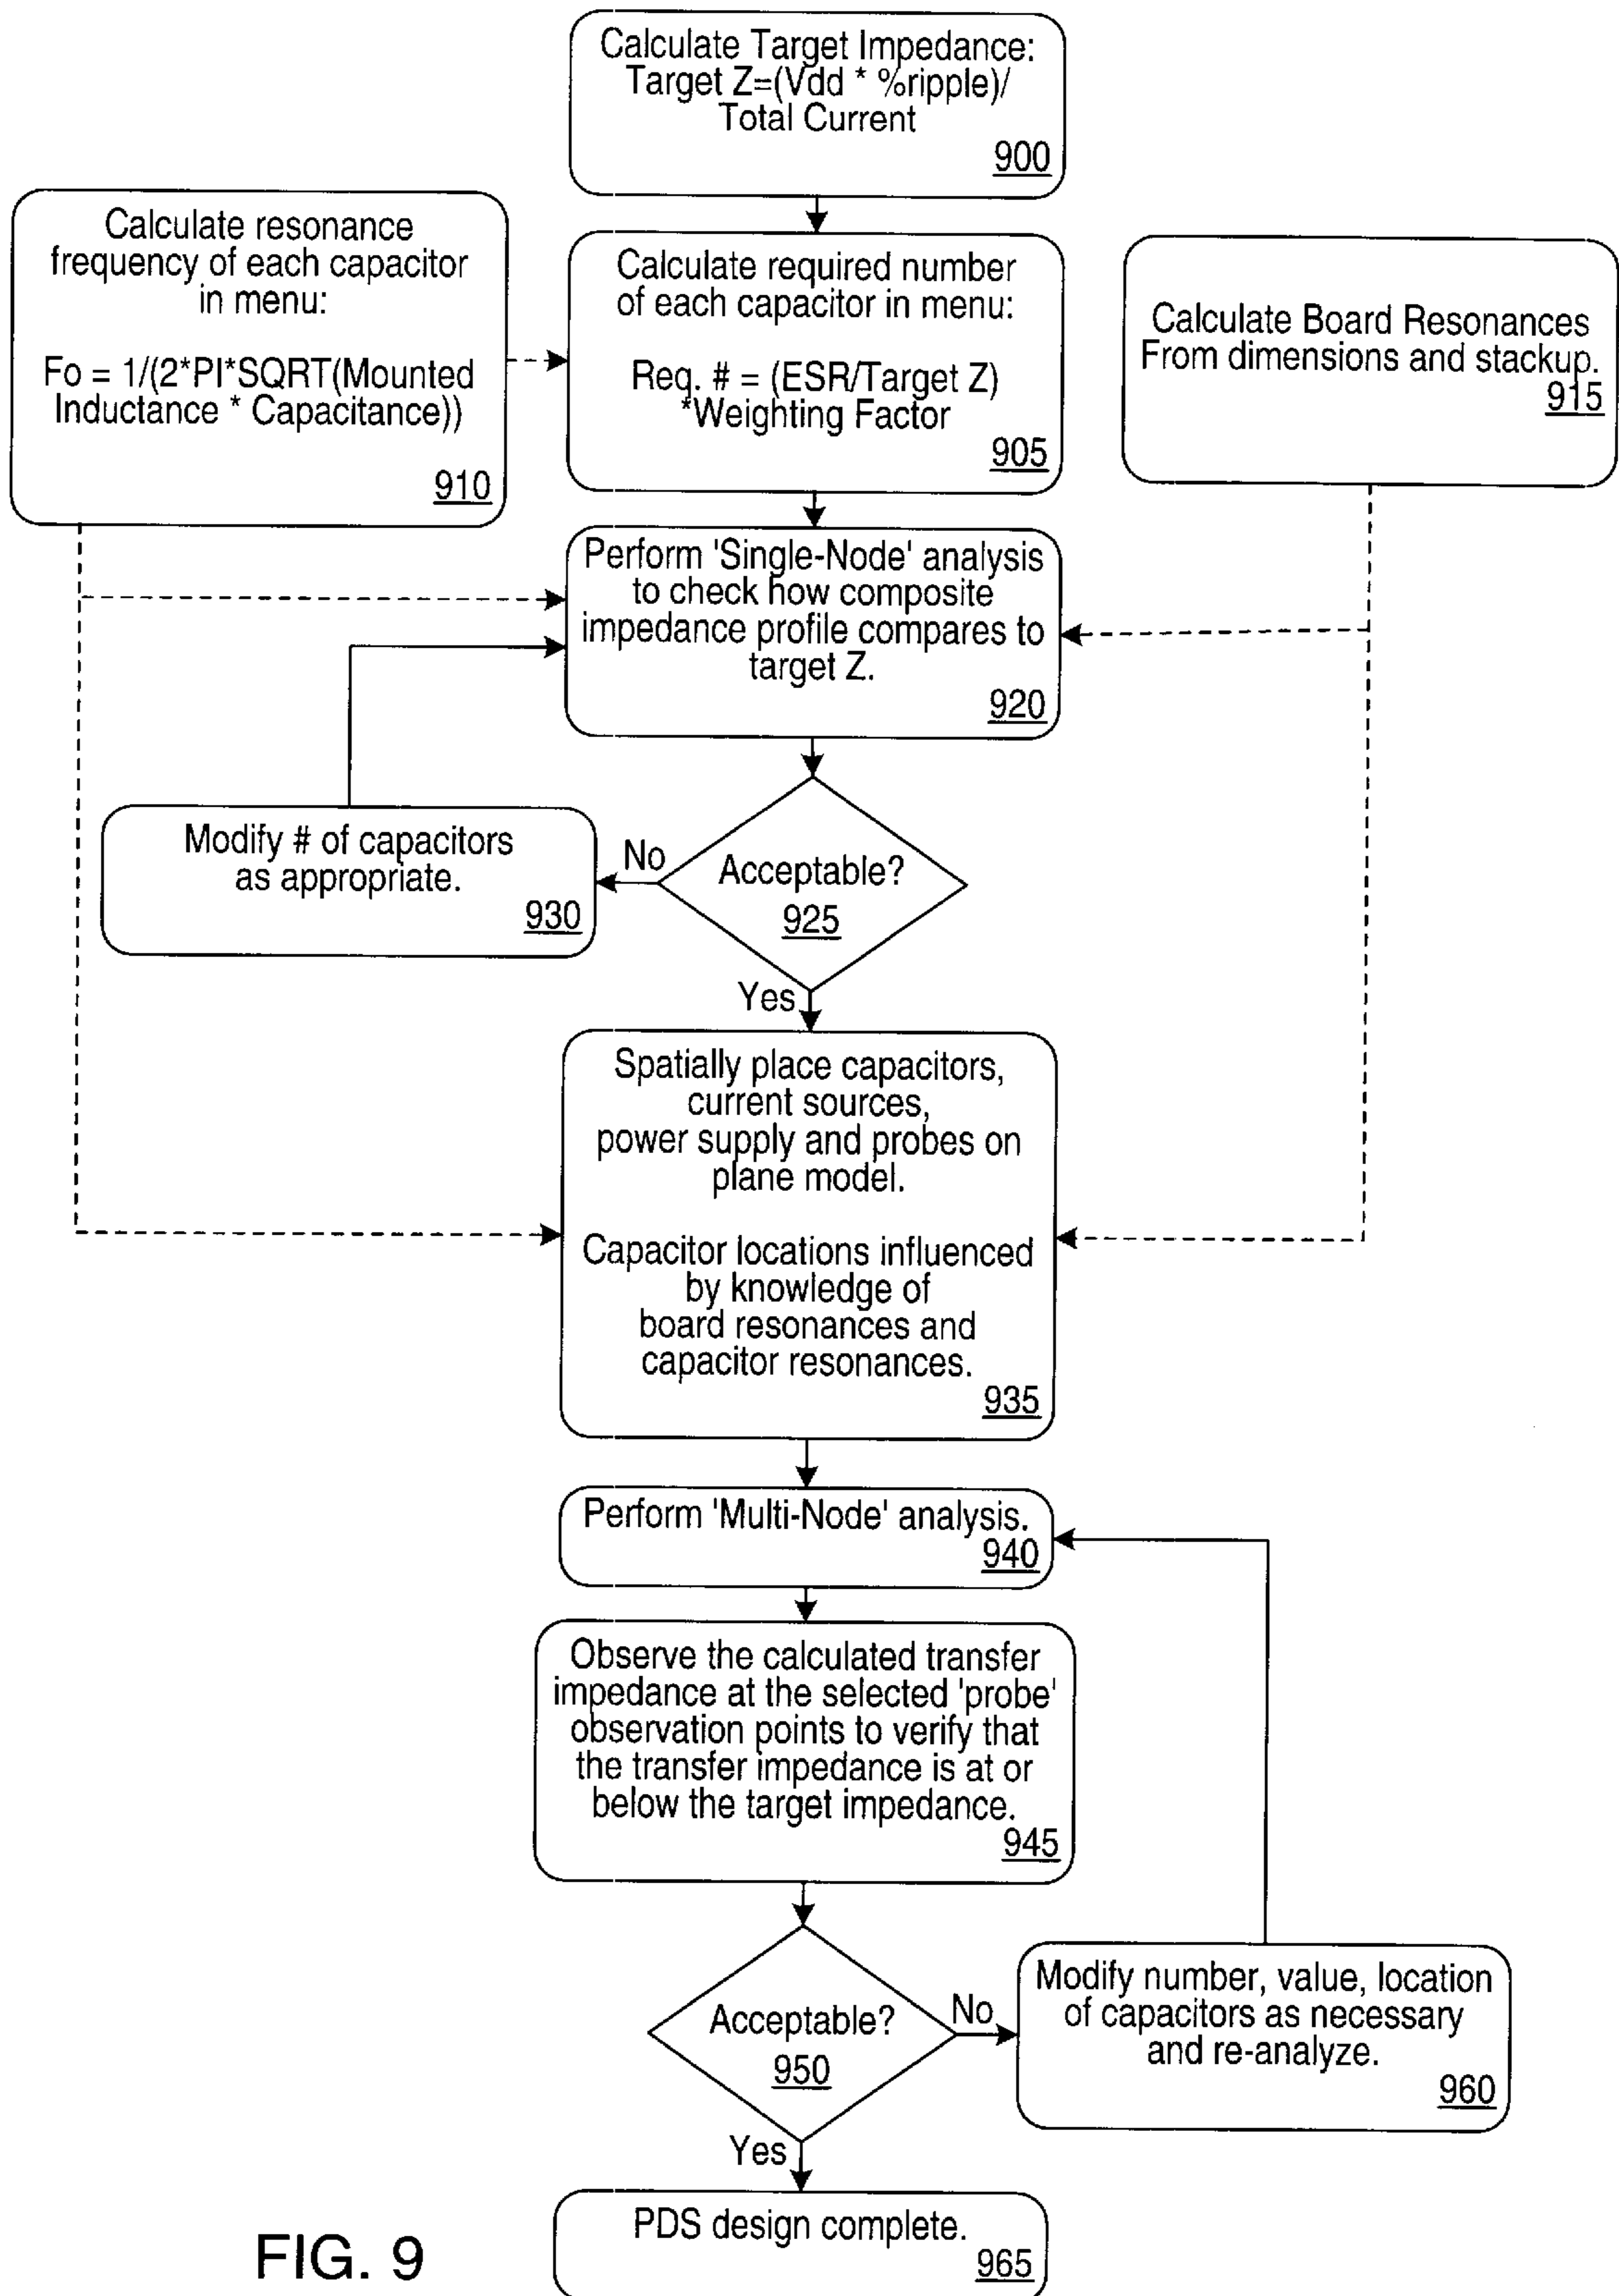 Calculate Target Impedance:
Target Z=(Vdd * %ripple)/
Total Current
900
Calculate resonance
frequency of each capacitor
in menu:
Fo = 1/(2*PI*SQRT(Mounted
Inductance * Capacitance))
910
Calculate required number
of each capacitor in menu:
Req. # = (ESR/Target Z)
*Weighting Factor
905
Calculate Board Resonances
From dimensions and stackup.
915
Perform 'Single-Node' analysis
to check how composite
impedance profile compares to
target Z.
920
Modify # of capacitors
as appropriate.
930
No
Acceptable?
925
Yes
Spatially place capacitors,
current sources,
power supply and probes on
plane model.
Capacitor locations influenced
by knowledge of
board resonances and
capacitor resonances.
935
Perform 'Multi-Node' analysis.
940
Observe the calculated transfer
impedance at the selected 'probe'
observation points to verify that
the transfer impedance is at or
below the target impedance.
945
Acceptable?
950
No
Modify number, value, location
of capacitors as necessary
and re-analyze.
960
Yes
PDS design complete.
965
FIG. 9